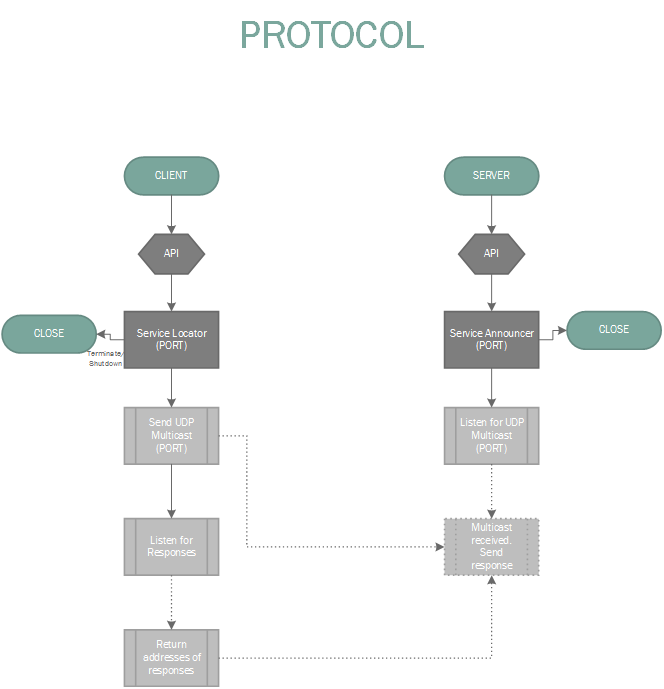 PROTOCOL
CLIENT
SERVER
API
API
CLOSE
Service Locator
(PORT)
Service Announcer
(PORT)
CLOSE
Terminate/
Shutdown
Send UDP
Multicast
(PORT)
Listen for UDP
Multicast
(PORT)
Listen for
Responses
Multicast
received.
Send
response
Return
addresses of
responses